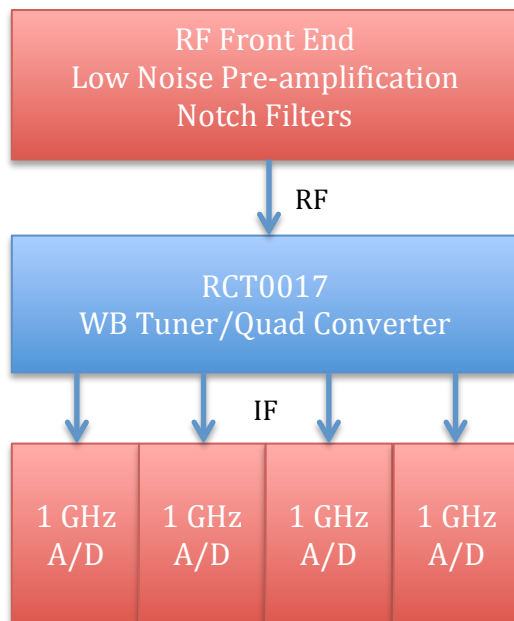 RF Front End
Low Noise Pre-amplification
Notch Filters
RF
RCT0017
WB Tuner/Quad Converter
IF
1 GHz
A/D
1 GHz
A/D
1 GHz
A/D
1 GHz
A/D